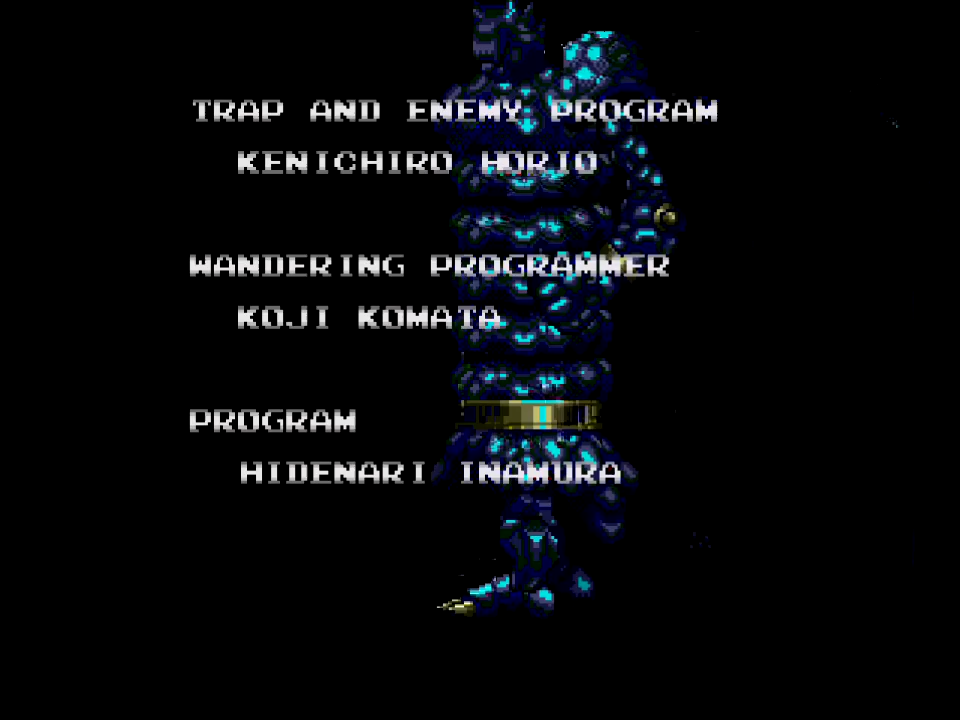 TRAP AND ENEMY PROGRAM
KENICHIRO HORIO
WANDERING PROGRAMMER
KOJI KOMATA
PROGRAM
HIDENARI INAMURA